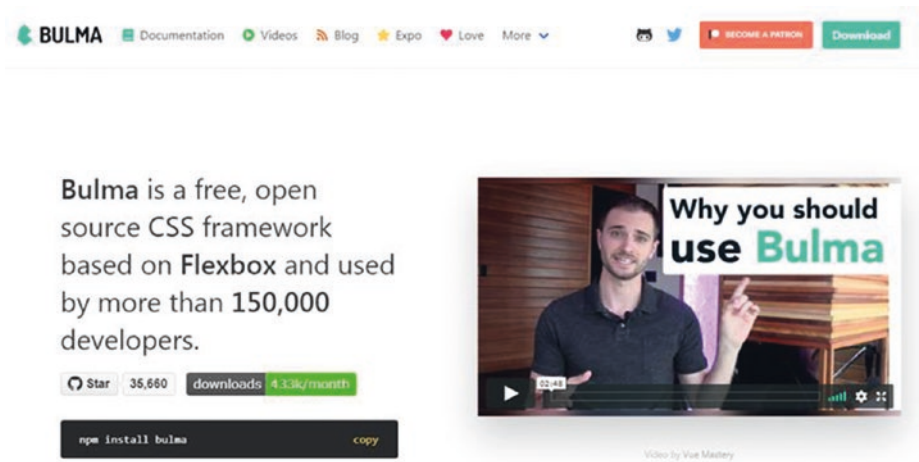 BULMA Documentation Videos Blog Expo Love More BECOME A PATRON Download
Bulma is a free, open
source CSS framework
based on Flexbox and used
by more than 150,000
developers.
Star 35,660 downloads 433k/month
npm install bulma copy
Why you should
use Bulma
02:48
Video by Vue Mastery